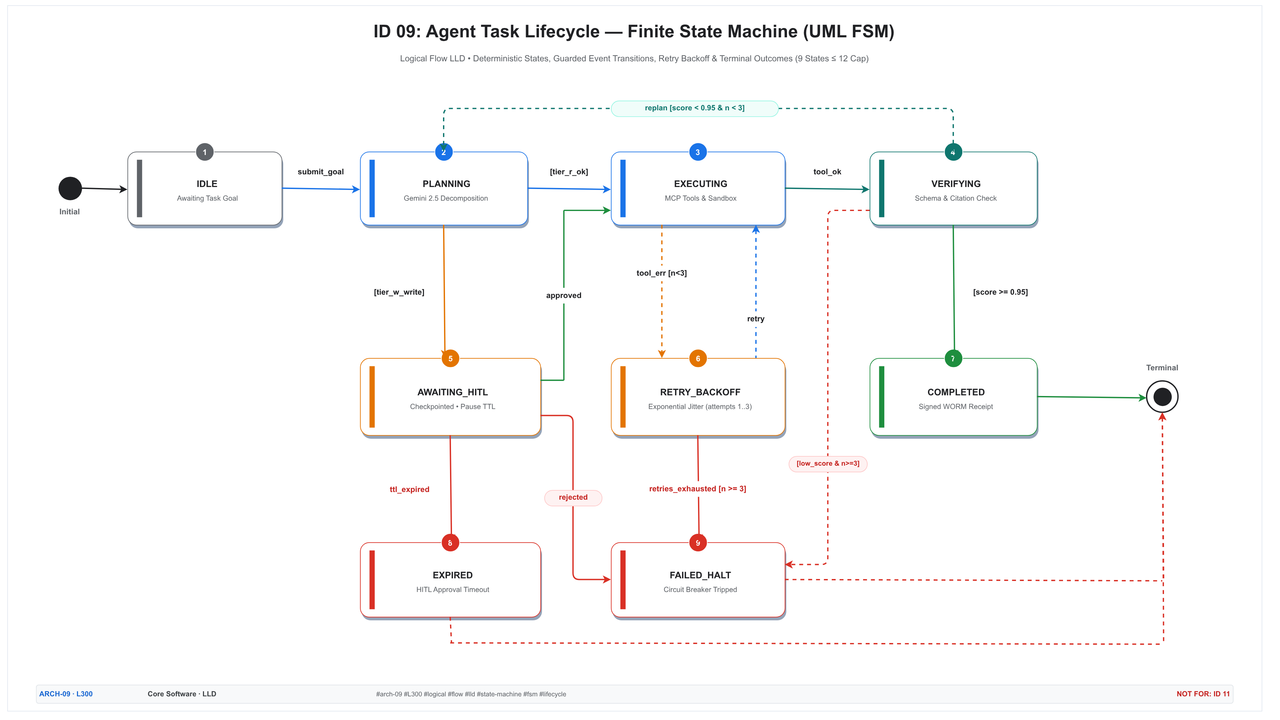 ID 09: Agent Task Lifecycle — Finite State Machine (UML FSM)
Logical Flow LLD • Deterministic States, Guarded Event Transitions, Retry Backoff & Terminal Outcomes (9 States ≤ 12 Cap)
replan [score < 0.95 & n < 3]
1
2
3
4
Initial
IDLE
Awaiting Task Goal
submit_goal
PLANNING
Gemini 2.5 Decomposition
[tier_r_ok]
EXECUTING
MCP Tools & Sandbox
tool_ok
VERIFYING
Schema & Citation Check
[tier_w_write]
approved
tool_err [n<3]
retry
[score >= 0.95]
5
6
7
AWAITING_HITL
Checkpointed • Pause TTL
RETRY_BACKOFF
Exponential Jitter (attempts 1..3)
COMPLETED
Signed WORM Receipt
Terminal
[low_score & n>=3]
ttl_expired
rejected
retries_exhausted [n >= 3]
8
9
EXPIRED
HITL Approval Timeout
FAILED_HALT
Circuit Breaker Tripped
ARCH-09 · L300
Core Software · LLD
#arch-09 #L300 #logical #flow #lld #state-machine #fsm #lifecycle
NOT FOR: ID 11